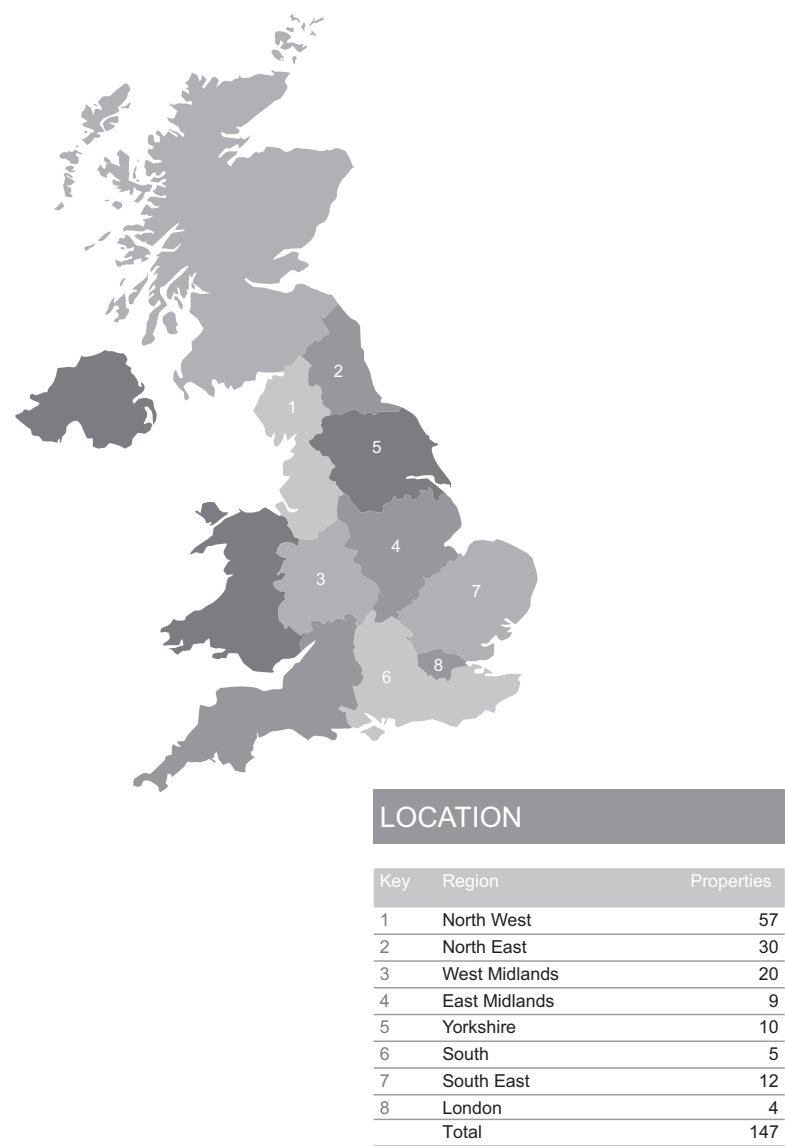 2
1
5
4
3
7
8
6
LOCATION
Key Region Properties
1 North West 57
2 North East 30
3 West Midlands 20
4 East Midlands 9
5 Yorkshire 10
6 South 5
7 South East 12
8 London 4
Total 147